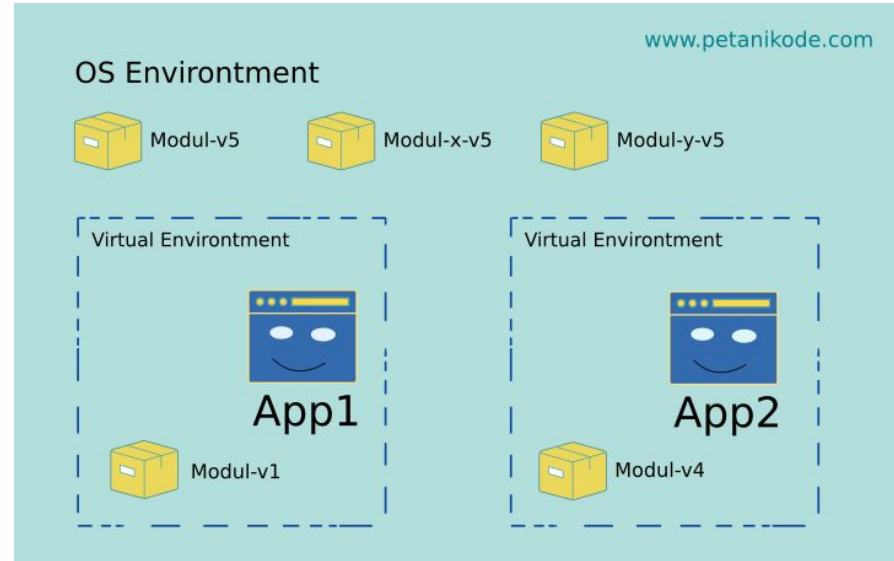 www.petanikode.com
OS Environtment
Modul-v5
Modul-x-v5
Modul-y-v5
Virtual Environtment
Virtual Environtment
App1
App2
Modul-v1
Modul-v4